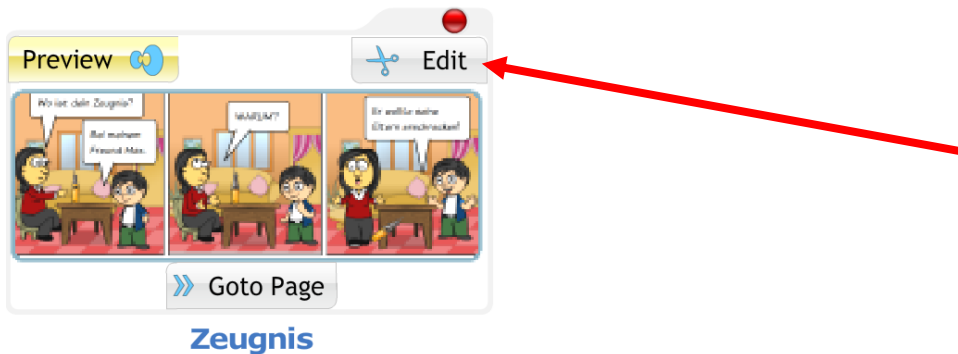 Preview
Edit
Wo ist dein Zeugnis?
Bei meinem
Freund Max.
WARUM?
Er wollte seine
Eltern erschrecken!
Goto Page
Zeugnis